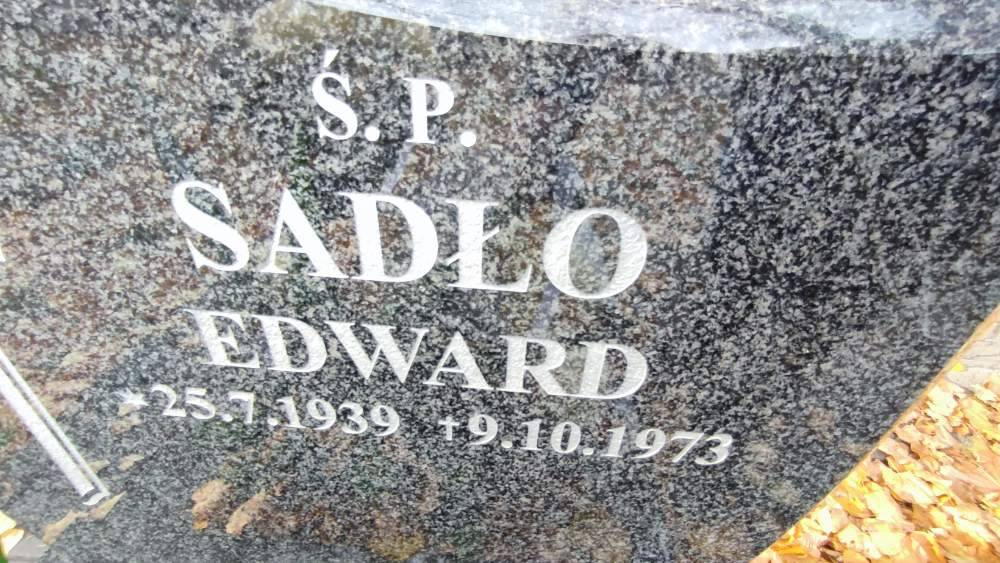 Ś. P.
SADŁO
EDWARD
*25.7.1939 †9.10.1973